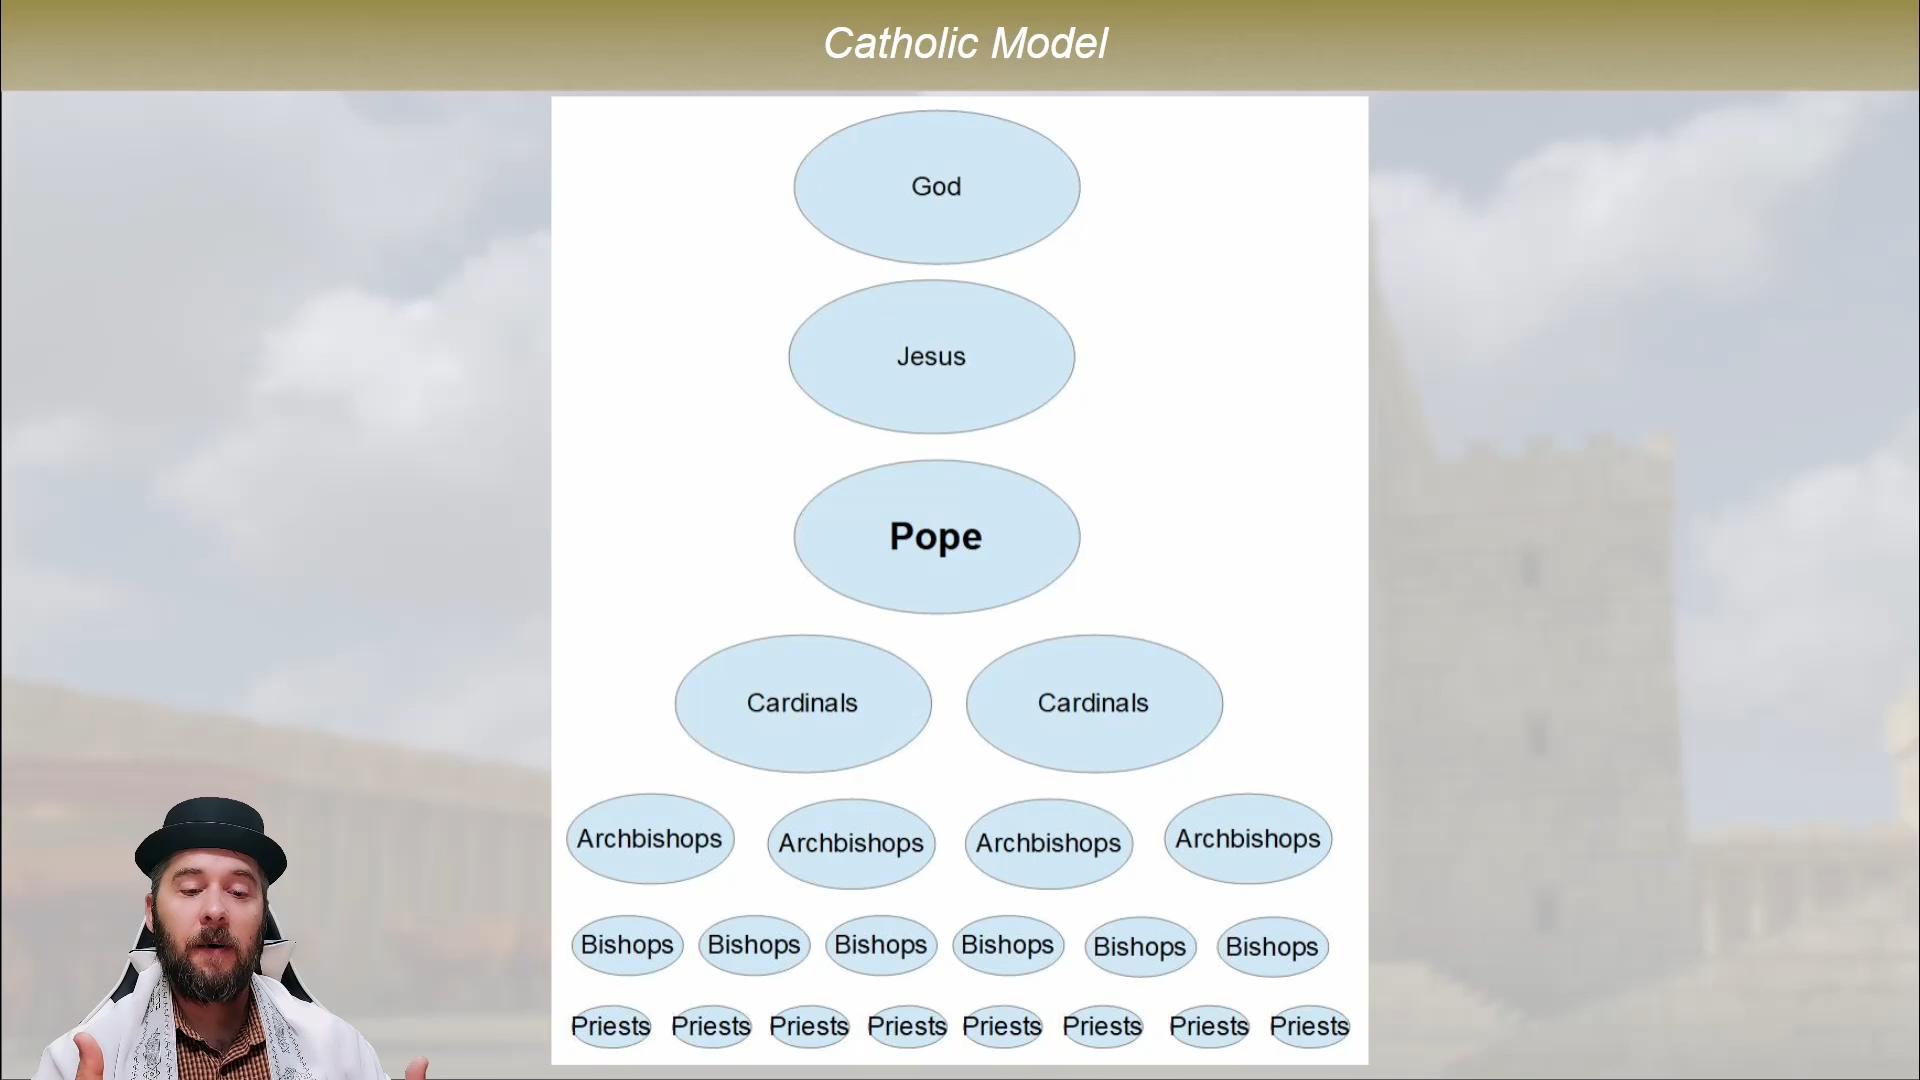 Catholic Model
God
Jesus
Pope
Cardinals Cardinals
Archbishops Archbishops Archbishops Archbishops
Bishops Bishops Bishops Bishops Bishops Bishops
Priests Priests Priests Priests Priests Priests Priests Priests